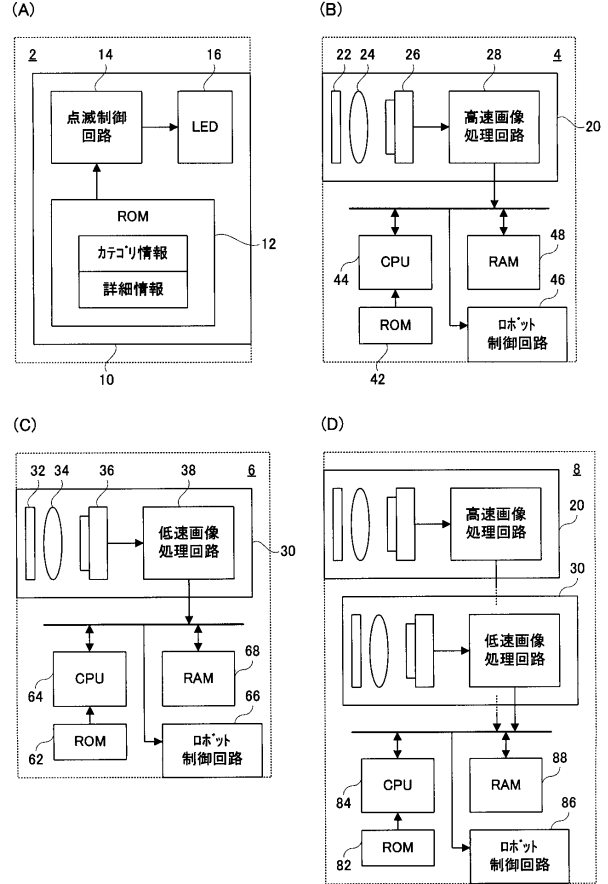 (A)
2
14
16
点滅制御
回路
LED
ROM
カテゴリ情報
詳細情報
12
10
(B)
22
24
26
28
4
高速画像
処理回路
20
44
CPU
RAM
48
46
ROM
42
ロボット
制御回路
(C)
32
34
36
38
6
低速画像
処理回路
30
64
CPU
RAM
68
66
62
ROM
ロボット
制御回路
(D)
8
高速画像
処理回路
20
30
低速画像
処理回路
84
CPU
RAM
88
86
82
ROM
ロボット
制御回路